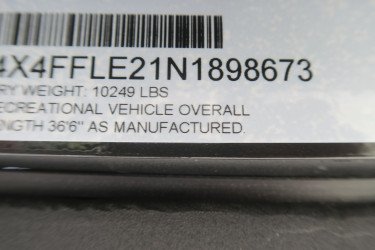 4X4FFLE21N1898673
RY WEIGHT: 10249 LBS
ECREATIONAL VEHICLE OVERALL
NGTH 36'6" AS MANUFACTURED.